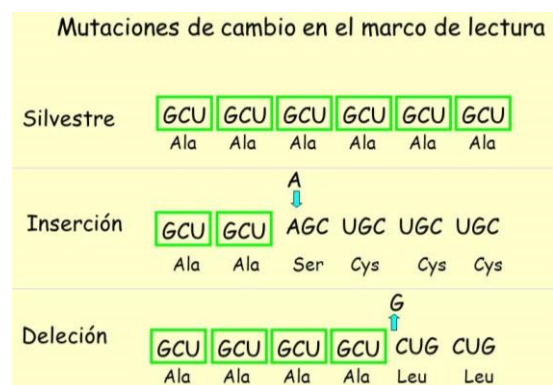 Mutaciones de cambio en el marco de lectura
Silvestre GCU GCU GCU GCU GCU GCU
Ala Ala Ala Ala Ala Ala
A
Inserción GCU GCU AGC UGC UGC UGC
Ala Ala Ser Cys Cys Cys
G
Deleción GCU GCU GCU GCU CUG CUG
Ala Ala Ala Ala Leu Leu